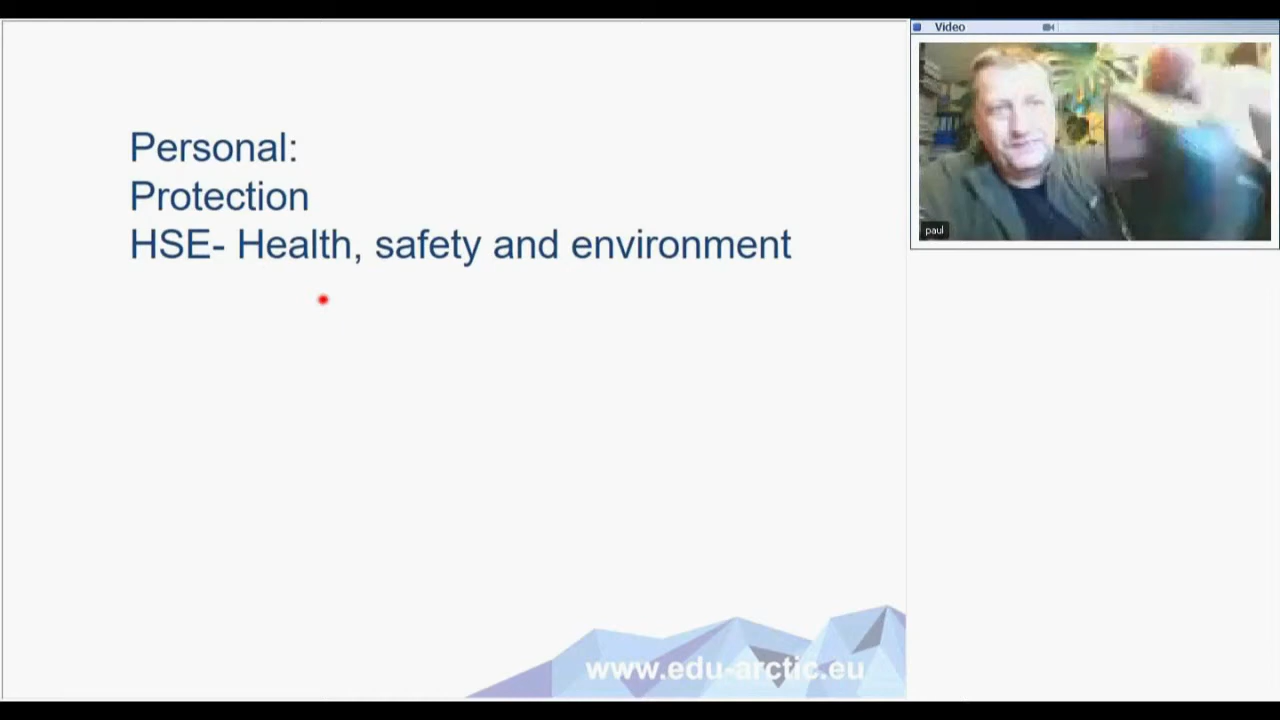 Personal:
Protection
HSE- Health, safety and environment
www.edu-arctic.eu
Video
paul